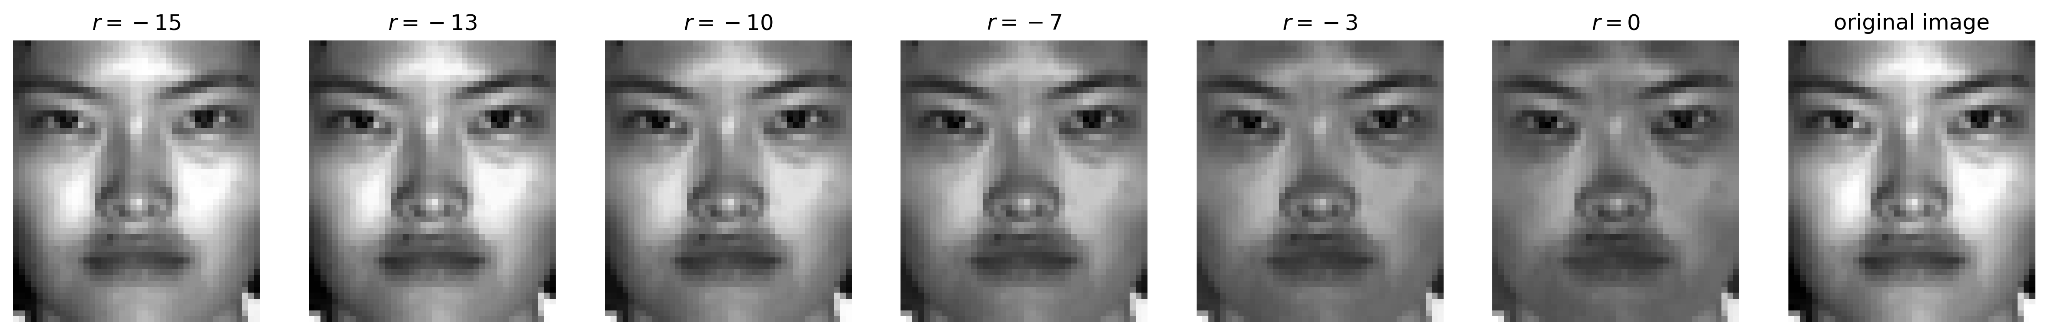 r = −15
r = −13
r = −10
r = −7
r = −3
r = 0
original image